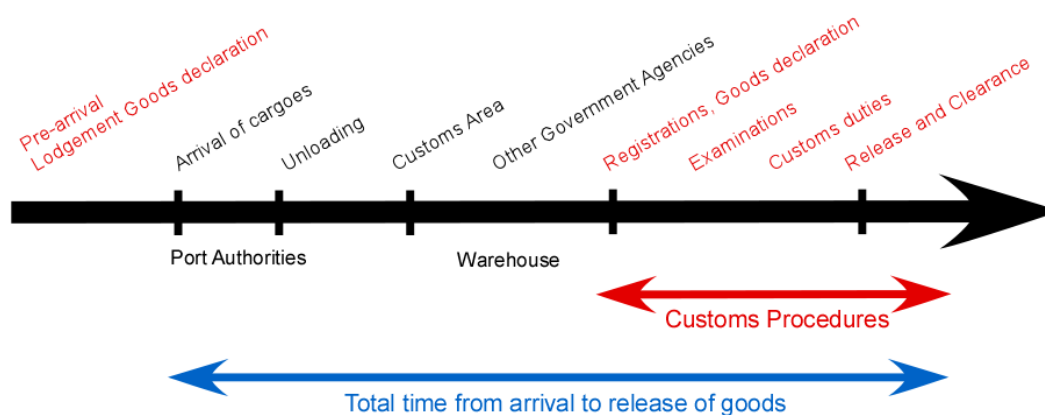 Pre-arrival
Lodgement Goods declaration
Arrival of cargoes
Unloading
Customs Area
Other Government Agencies
Registrations, Goods declaration
Examinations
Customs duties
Release and Clearance
Port Authorities
Warehouse
Customs Procedures
Total time from arrival to release of goods